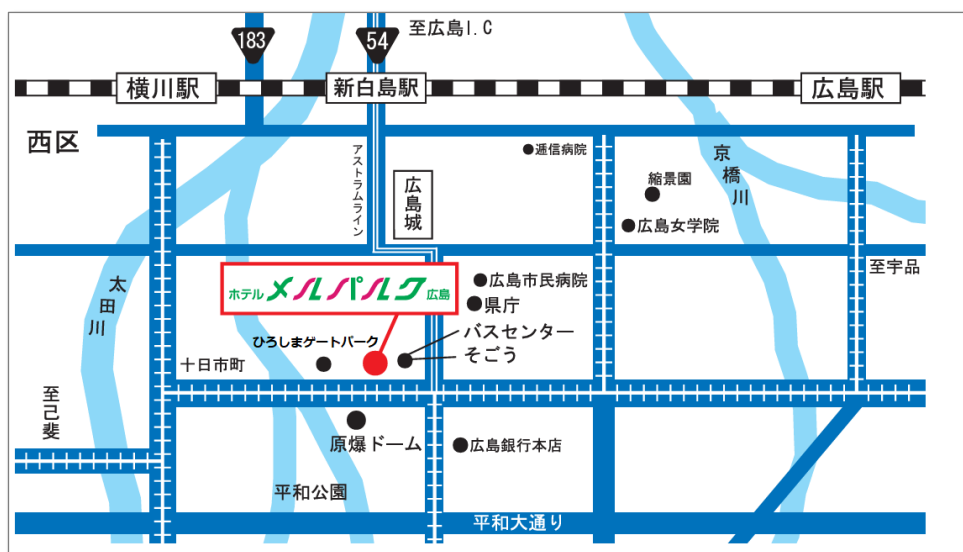 183
54
至広島I.C
横川駅
新白島駅
広島駅
西区
アストラムライン
広島城
逓信病院
縮景園
広島女学院
京橋川
至宇品
太田川
ホテル メルパルク 広島
広島市民病院
県庁
バスセンター
そごう
ひろしまゲートパーク
十日市町
至己斐
原爆ドーム
広島銀行本店
平和公園
平和大通り